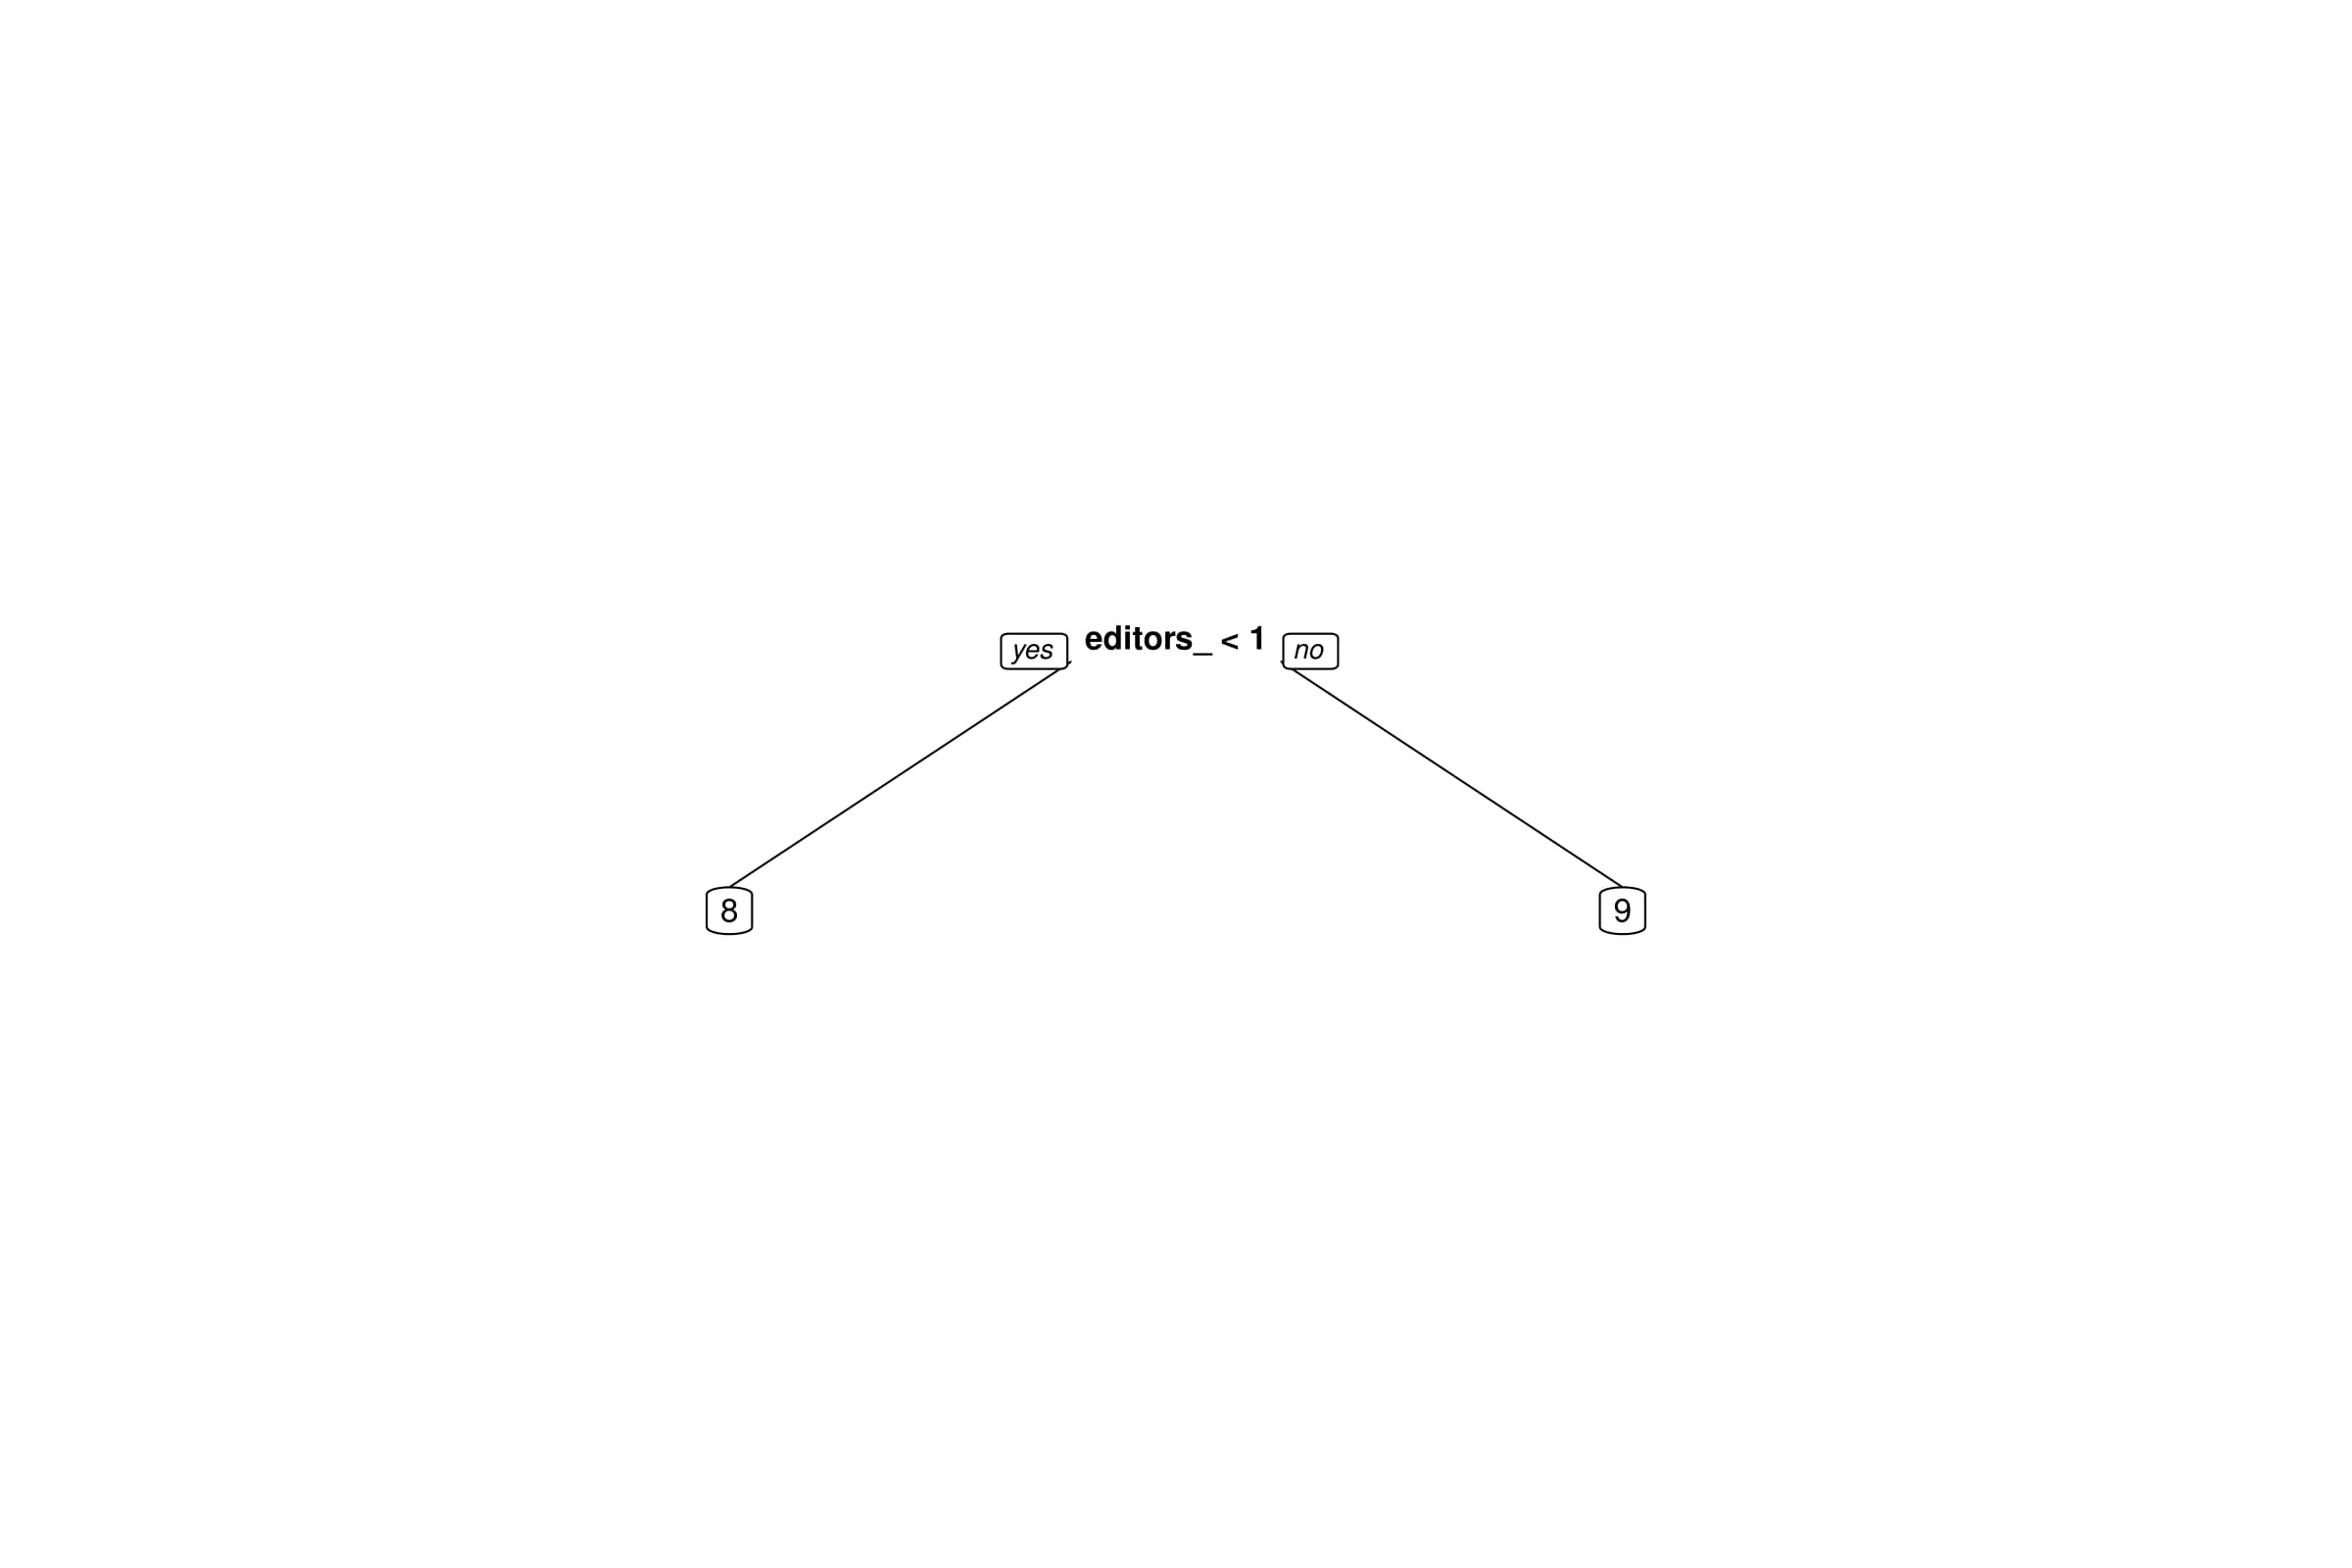 editors_ < 1
yes
no
8
9